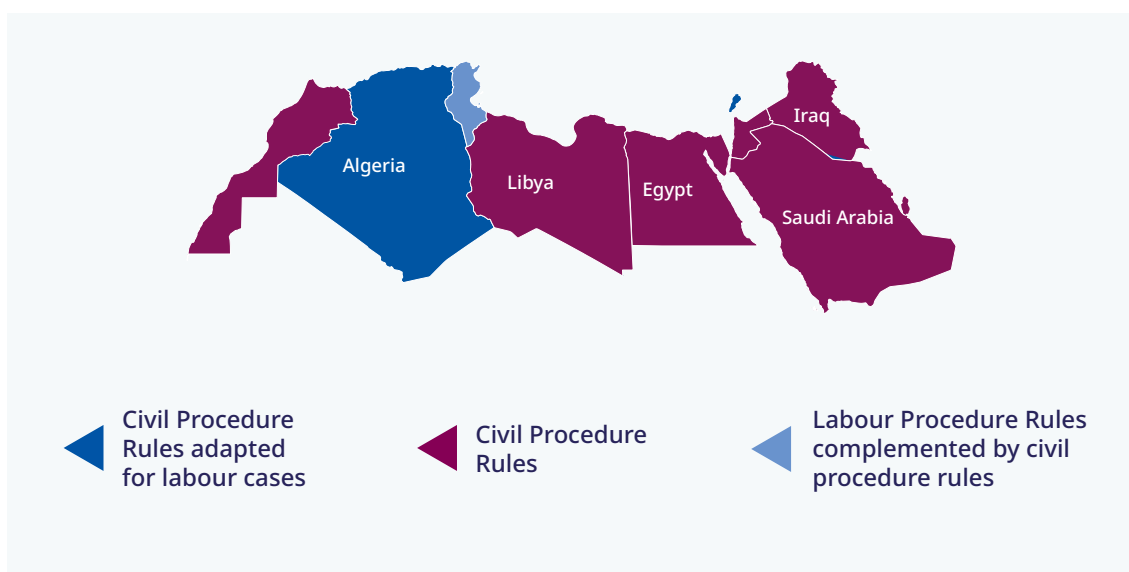 Iraq
Algeria
Libya
Egypt
Saudi Arabia
Civil Procedure
Rules adapted
for labour cases
Civil Procedure
Rules
Labour Procedure Rules
complemented by civil
procedure rules